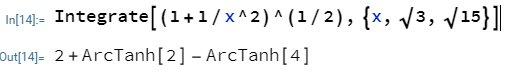 In[14]:= Integrate[(1+1/x^2)^(1/2), {x, √3, √15}]
Out[14]= 2+ArcTanh[2]-ArcTanh[4]